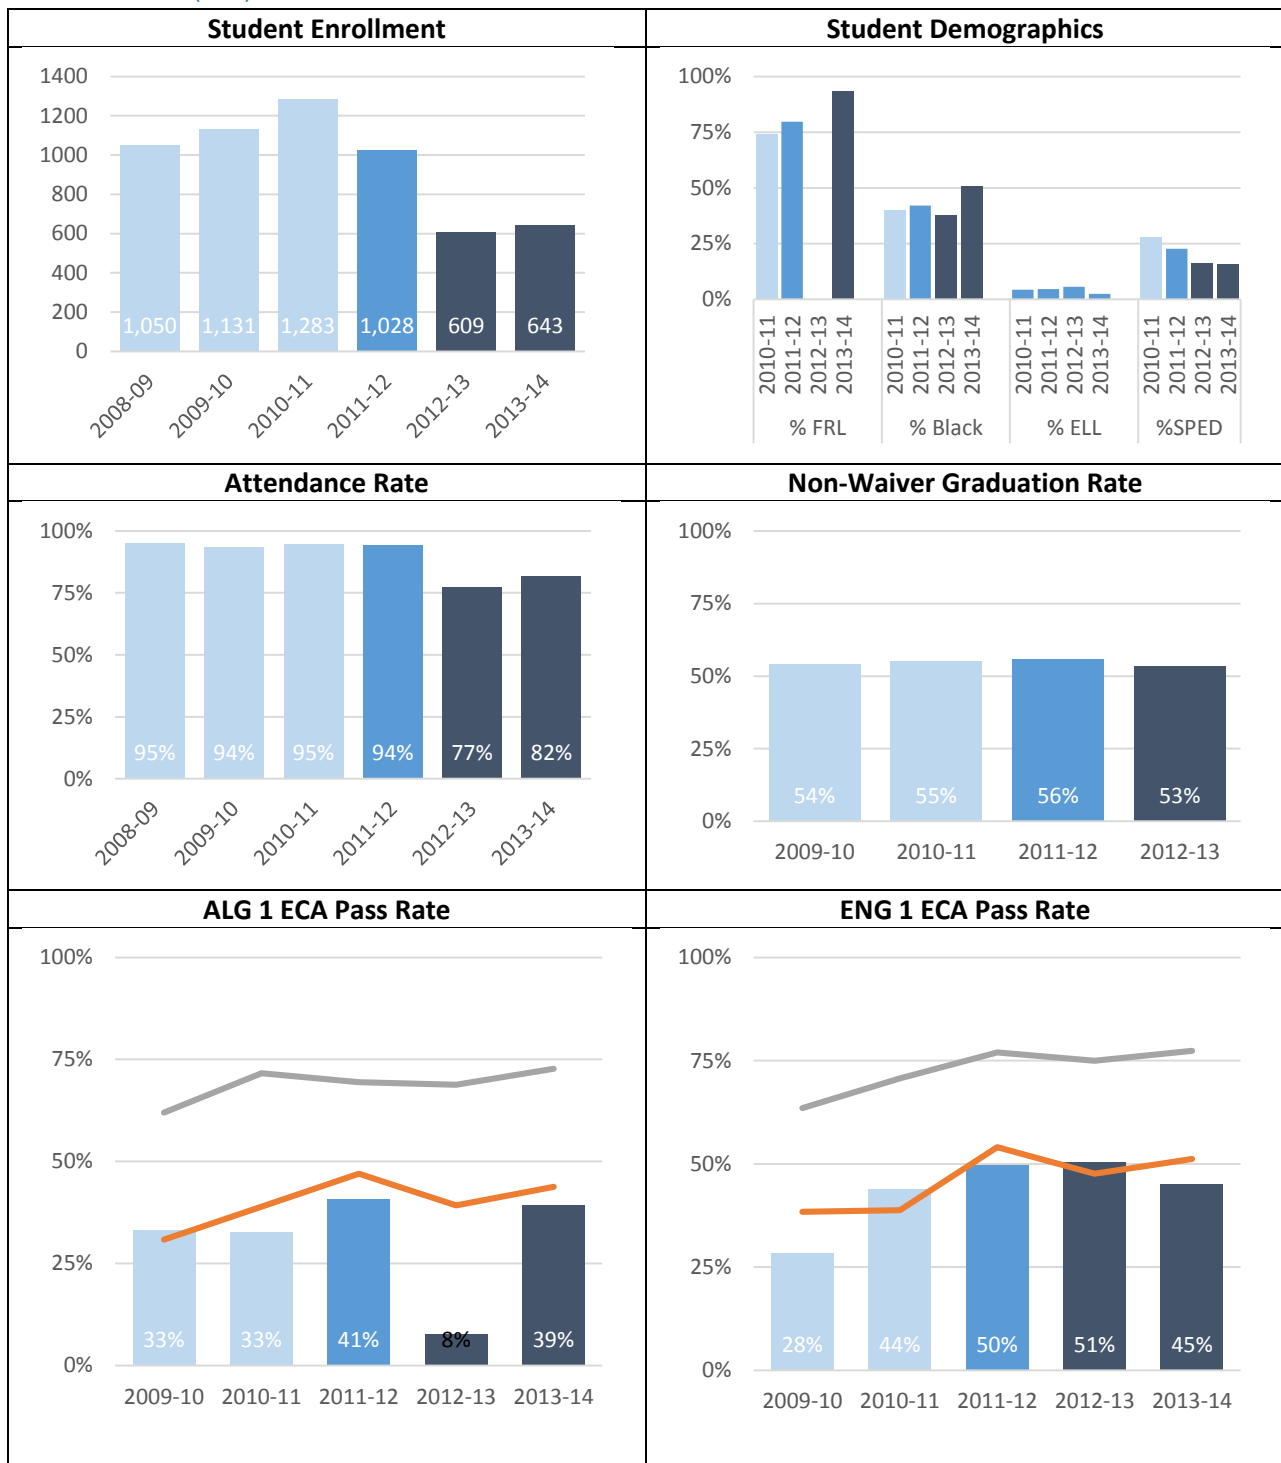 Student Enrollment
1400
1200
1000
800
600
400
200
0
1,050 1,131 1,283 1,028 609 643
2008-09 2009-10 2010-11 2011-12 2012-13 2013-14
Student Demographics
100%
75%
50%
25%
0%
2010-11 2011-12 2012-13 2013-14 2010-11 2011-12 2012-13 2013-14 2010-11 2011-12 2012-13 2013-14 2010-11 2011-12 2012-13 2013-14
% FRL % Black % ELL %SPED
Attendance Rate
100%
75%
50%
25%
0%
95% 94% 95% 94% 77% 82%
2008-09 2009-10 2010-11 2011-12 2012-13 2013-14
Non-Waiver Graduation Rate
100%
75%
50%
25%
0%
54% 55% 56% 53%
2009-10 2010-11 2011-12 2012-13
ALG 1 ECA Pass Rate
100%
75%
50%
25%
0%
33% 33% 41% 8% 39%
2009-10 2010-11 2011-12 2012-13 2013-14
ENG 1 ECA Pass Rate
100%
75%
50%
25%
0%
28% 44% 50% 51% 45%
2009-10 2010-11 2011-12 2012-13 2013-14